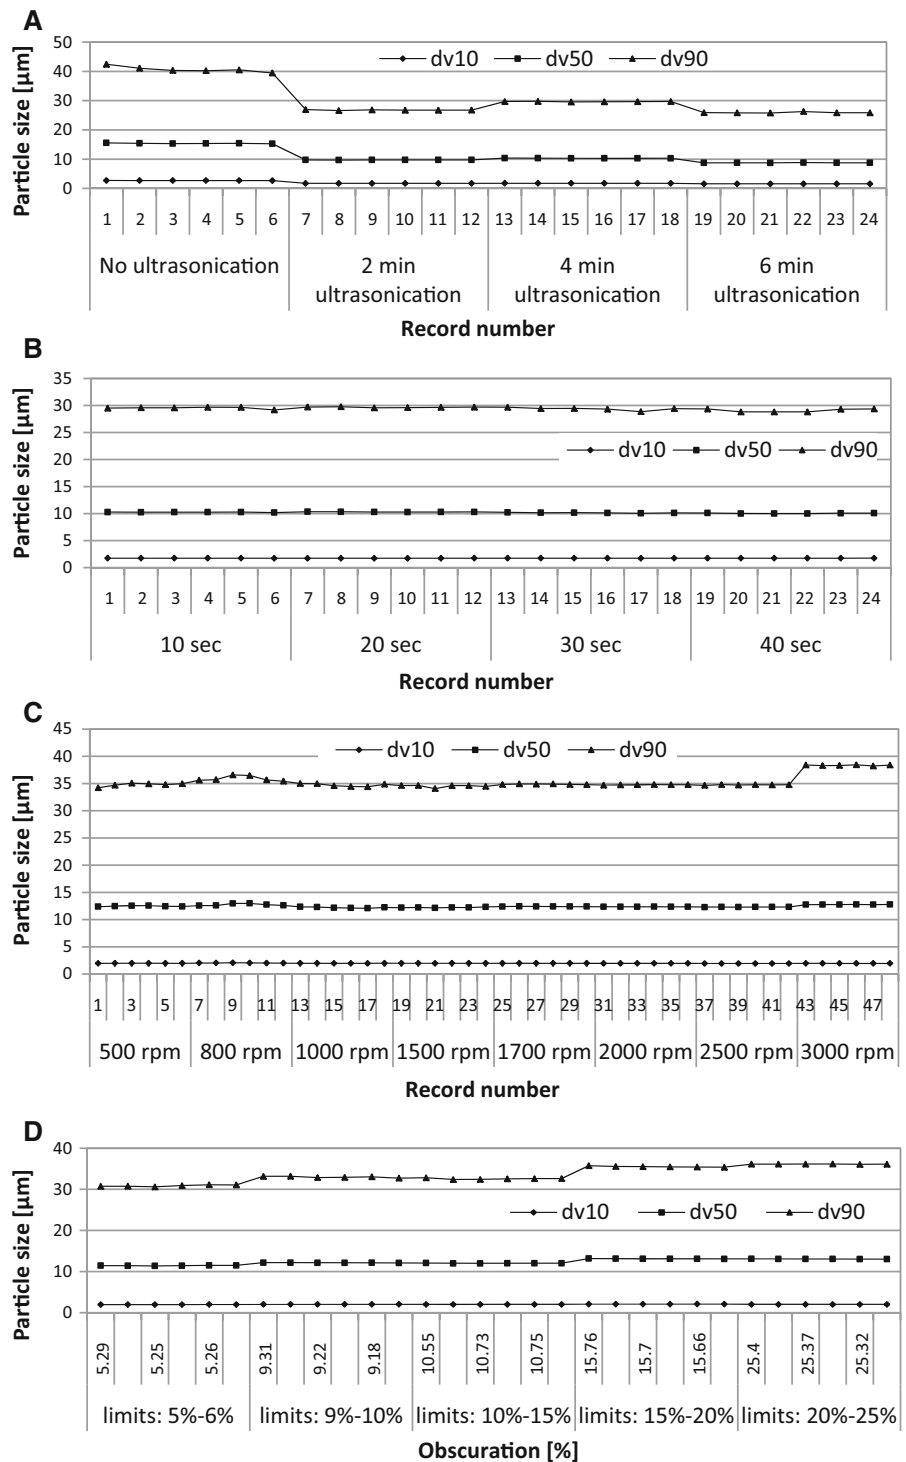 A
Particle size [µm]
50
40
30
20
10
0
dv10 dv50 dv90
1 2 3 4 5 6 7 8 9 10 11 12 13 14 15 16 17 18 19 20 21 22 23 24
No ultrasonication 2 min ultrasonication 4 min ultrasonication 6 min ultrasonication
Record number
B
Particle size [µm]
35
30
25
20
15
10
5
0
dv10 dv50 dv90
1 2 3 4 5 6 7 8 9 10 11 12 13 14 15 16 17 18 19 20 21 22 23 24
10 sec 20 sec 30 sec 40 sec
Record number
C
Particle size [µm]
45
40
35
30
25
20
15
10
5
0
dv10 dv50 dv90
1 3 5 7 9 11 13 15 17 19 21 23 25 27 29 31 33 35 37 39 41 43 45 47
500 rpm 800 rpm 1000 rpm 1500 rpm 1700 rpm 2000 rpm 2500 rpm 3000 rpm
Record number
D
Particle size [µm]
40
30
20
10
0
dv10 dv50 dv90
5.29 5.25 5.26 9.31 9.22 9.18 10.55 10.73 10.75 15.76 15.7 15.66 25.4 25.37 25.32
limits: 5%-6% limits: 9%-10% limits: 10%-15% limits: 15%-20% limits: 20%-25%
Obscuration [%]